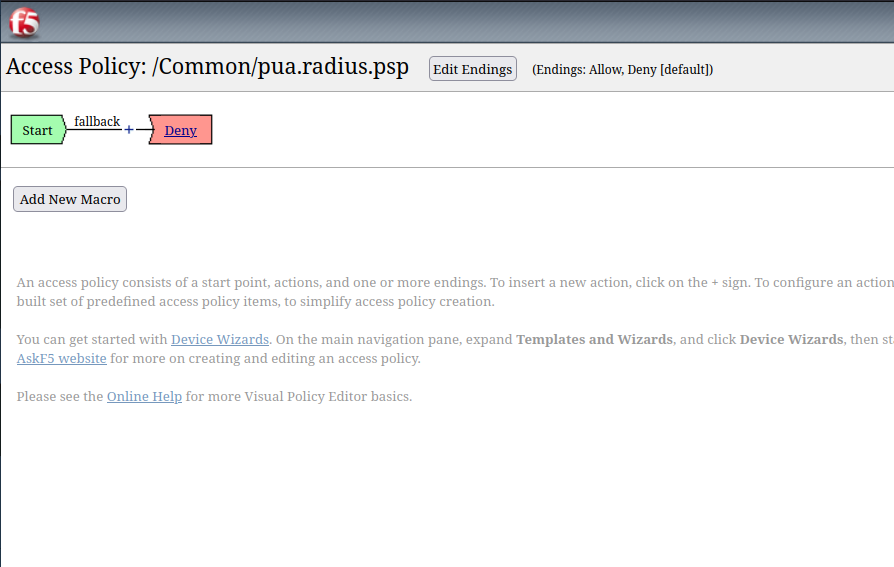 f5
Access Policy: /Common/pua.radius.psp Edit Endings (Endings: Allow, Deny [default])
Start fallback + Deny
Add New Macro
An access policy consists of a start point, actions, and one or more endings. To insert a new action, click on the + sign. To configure an action
built set of predefined access policy items, to simplify access policy creation.
You can get started with Device Wizards. On the main navigation pane, expand Templates and Wizards, and click Device Wizards, then
AskF5 website for more on creating and editing an access policy.
Please see the Online Help for more Visual Policy Editor basics.